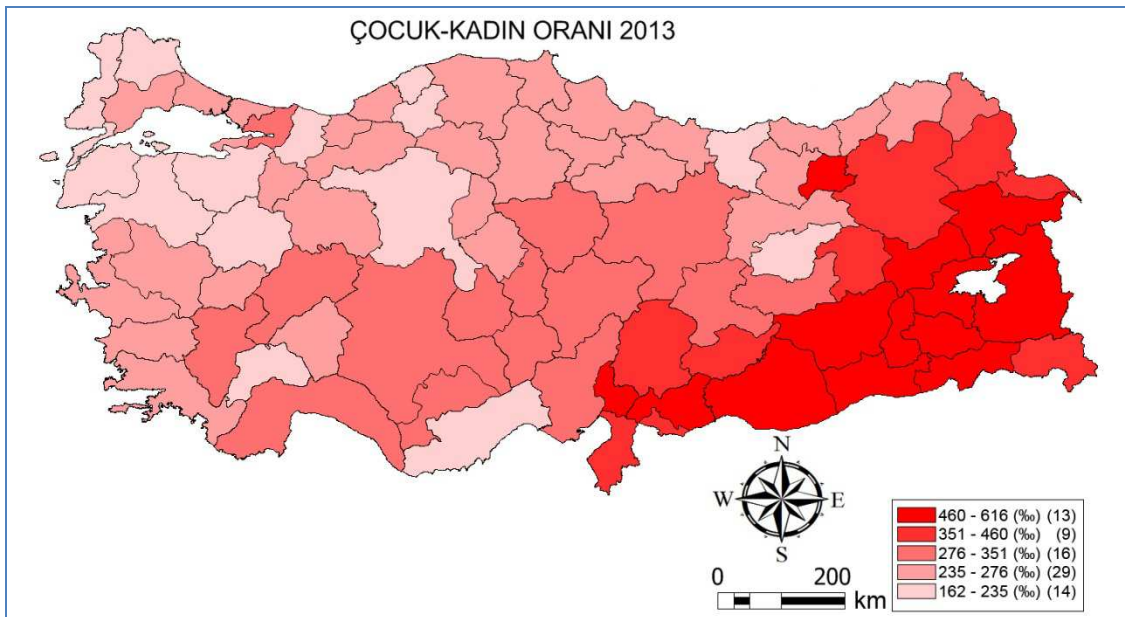 ÇOCUK-KADIN ORANI 2013
N
W E
S
0 200
km
460 - 616 (‰) (13)
351 - 460 (‰) (9)
276 - 351 (‰) (16)
235 - 276 (‰) (29)
162 - 235 (‰) (14)